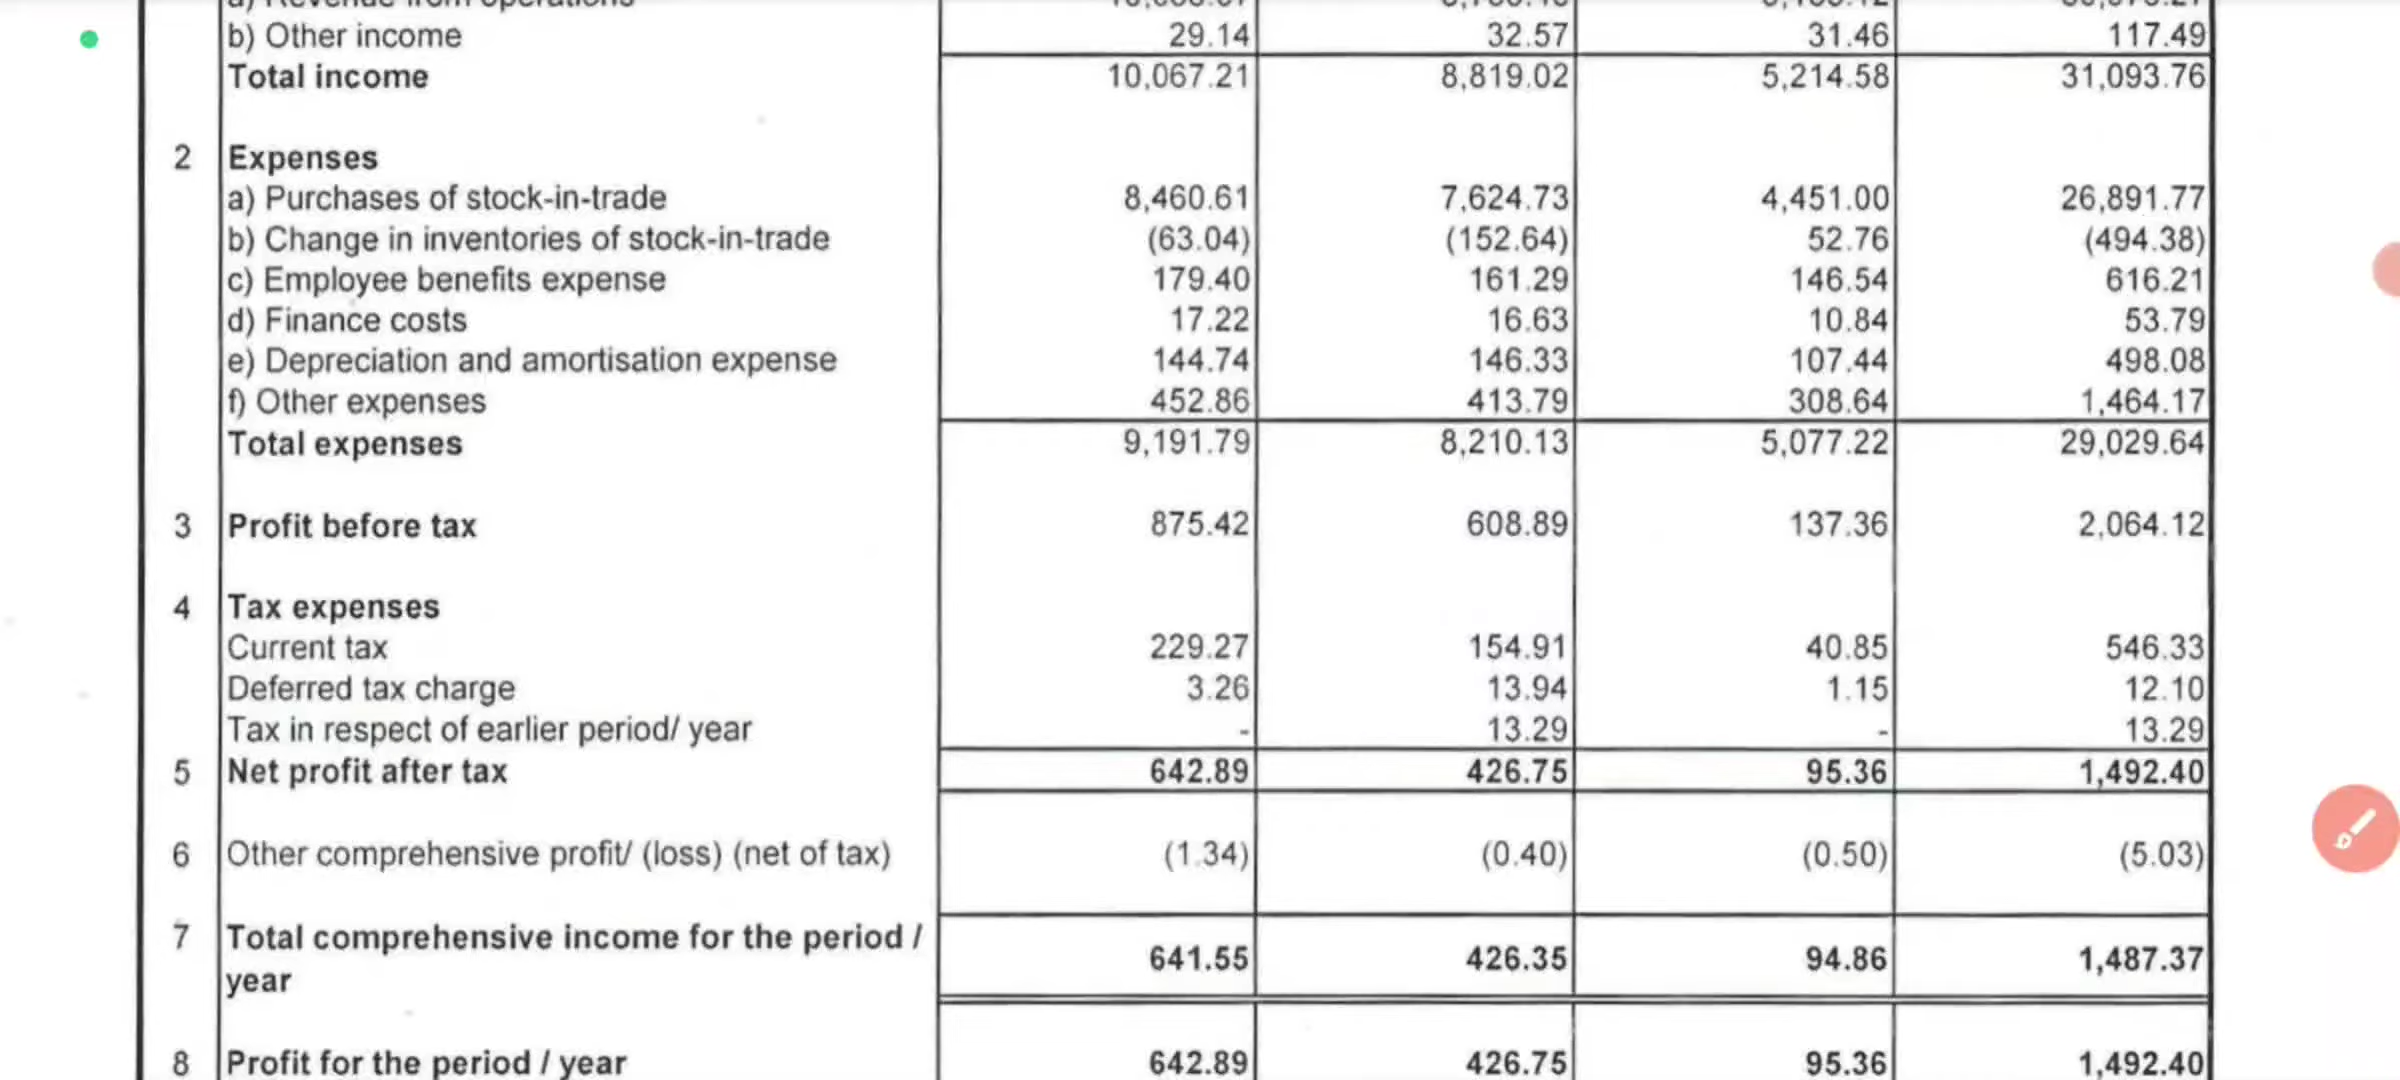 b) Other income 29.14 32.57 31.46 117.49
Total income 10,067.21 8,819.02 5,214.58 31,093.76
2 Expenses
a) Purchases of stock-in-trade 8,460.61 7,624.73 4,451.00 26,891.77
b) Change in inventories of stock-in-trade (63.04) (152.64) 52.76 (494.38)
c) Employee benefits expense 179.40 161.29 146.54 616.21
d) Finance costs 17.22 16.63 10.84 53.79
e) Depreciation and amortisation expense 144.74 146.33 107.44 498.08
f) Other expenses 452.86 413.79 308.64 1,464.17
Total expenses 9,191.79 8,210.13 5,077.22 29,029.64
3 Profit before tax 875.42 608.89 137.36 2,064.12
4 Tax expenses
Current tax 229.27 154.91 40.85 546.33
Deferred tax charge 3.26 13.94 1.15 12.10
Tax in respect of earlier period/ year - 13.29 - 13.29
5 Net profit after tax 642.89 426.75 95.36 1,492.40
6 Other comprehensive profit/ (loss) (net of tax) (1.34) (0.40) (0.50) (5.03)
7 Total comprehensive income for the period /
year 641.55 426.35 94.86 1,487.37
8 Profit for the period / year 642.89 426.75 95.36 1,492.40